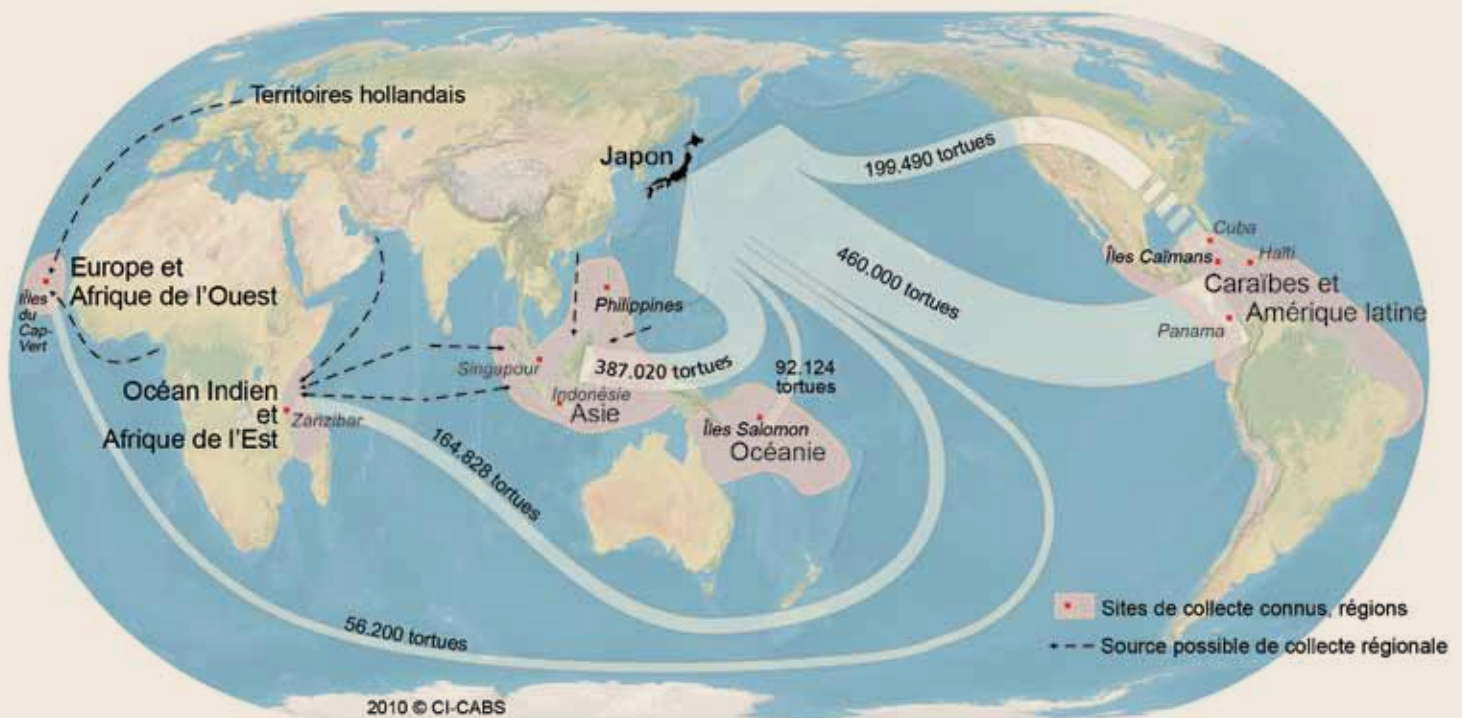 Territoires hollandais
Japon
199.490 tortues
Cuba
Îles Caïmans
Haïti
Europe et
Afrique de l'Ouest
Îles
du Cap-
Vert
Philippines
460.000 tortues
Caraïbes et
Amérique latine
Panama
Singapour
387.020 tortues
92.124
tortues
Océan Indien
et
Afrique de l'Est
Zanzibar
Indonésie
Asie
Îles Salomon
Océanie
164.828 tortues
56.200 tortues
Sites de collecte connus, régions
Source possible de collecte régionale
2010 © CI-CABS